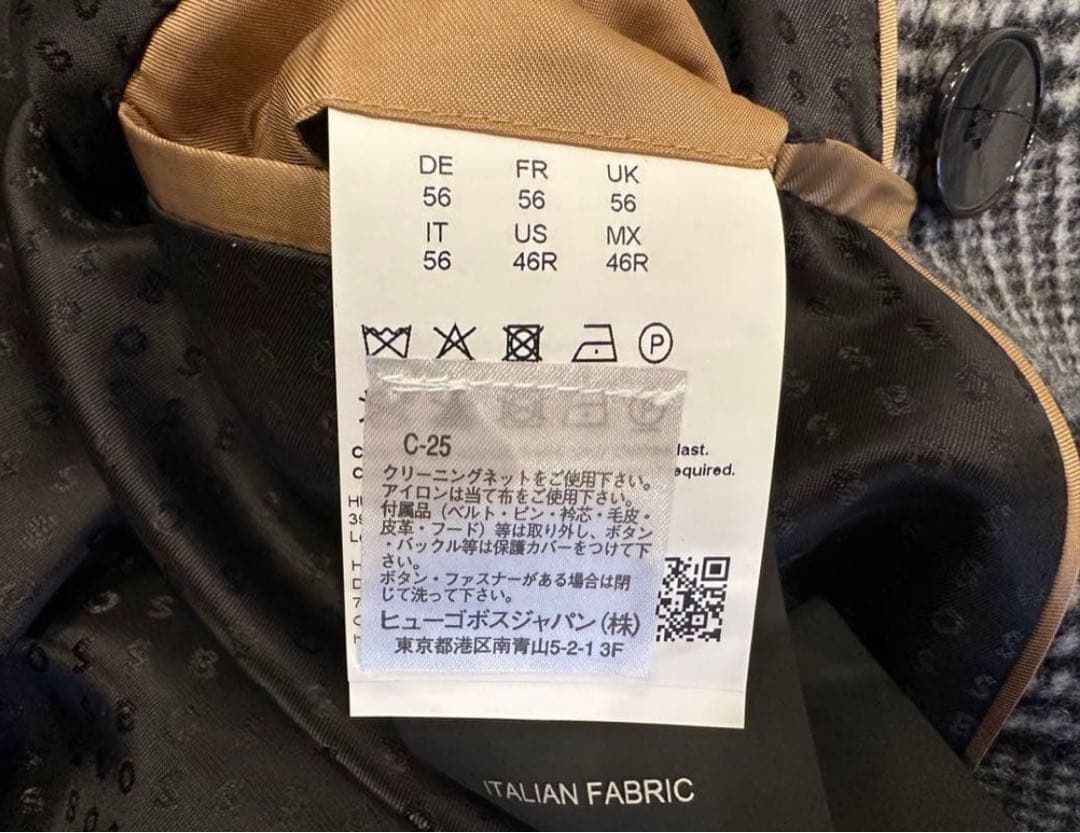 DE FR UK
56 56 56
IT US MX
56 46R 46R
P
C-25
クリーニングネットをご使用下さい。
アイロンは当て布をご使用下さい。
付属品（ベルト・ピン・衿芯・毛皮・
皮革・フード）等は取り外し、ボタン
・バックル等は保護カバーをつけて下
さい。
ボタン・ファスナーがある場合は閉
じて洗って下さい。
ヒューゴボスジャパン（株）
東京都港区南青山5-2-1 3F
last.
equired.
ITALIAN FABRIC